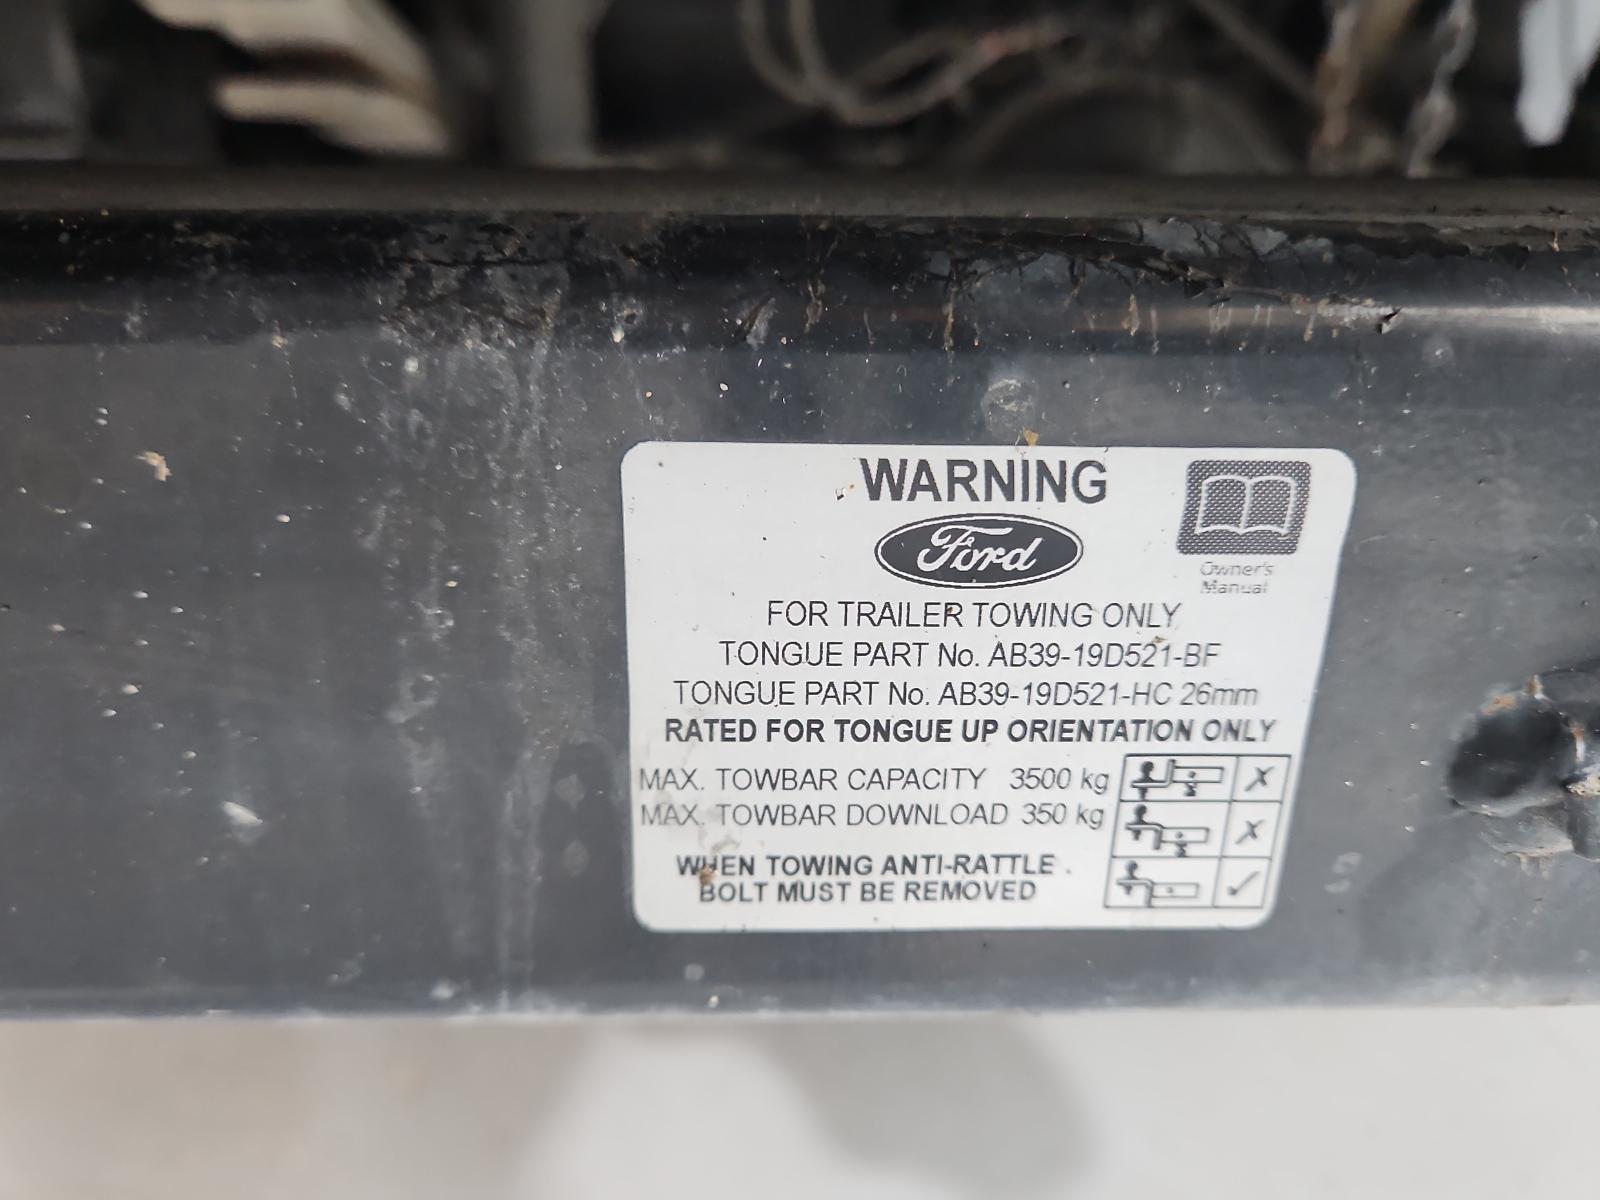 WARNING
Ford
Owner's
Manual
FOR TRAILER TOWING ONLY
TONGUE PART No. AB39-19D521-BF
TONGUE PART No. AB39-19D521-HC 26mm
RATED FOR TONGUE UP ORIENTATION ONLY
MAX. TOWBAR CAPACITY 3500 kg
MAX. TOWBAR DOWNLOAD 350 kg
WHEN TOWING ANTI-RATTLE
BOLT MUST BE REMOVED